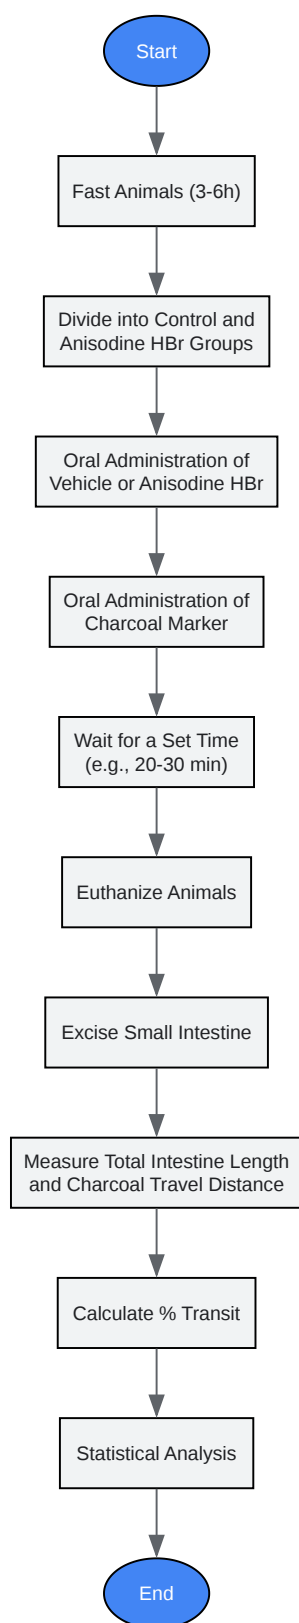 Start
Fast Animals (3-6h)
Divide into Control and
Anisodine HBr Groups
Oral Administration of
Vehicle or Anisodine HBr
Oral Administration of
Charcoal Marker
Wait for a Set Time
(e.g., 20-30 min)
Euthanize Animals
Excise Small Intestine
Measure Total Intestine Length
and Charcoal Travel Distance
Calculate % Transit
Statistical Analysis
End